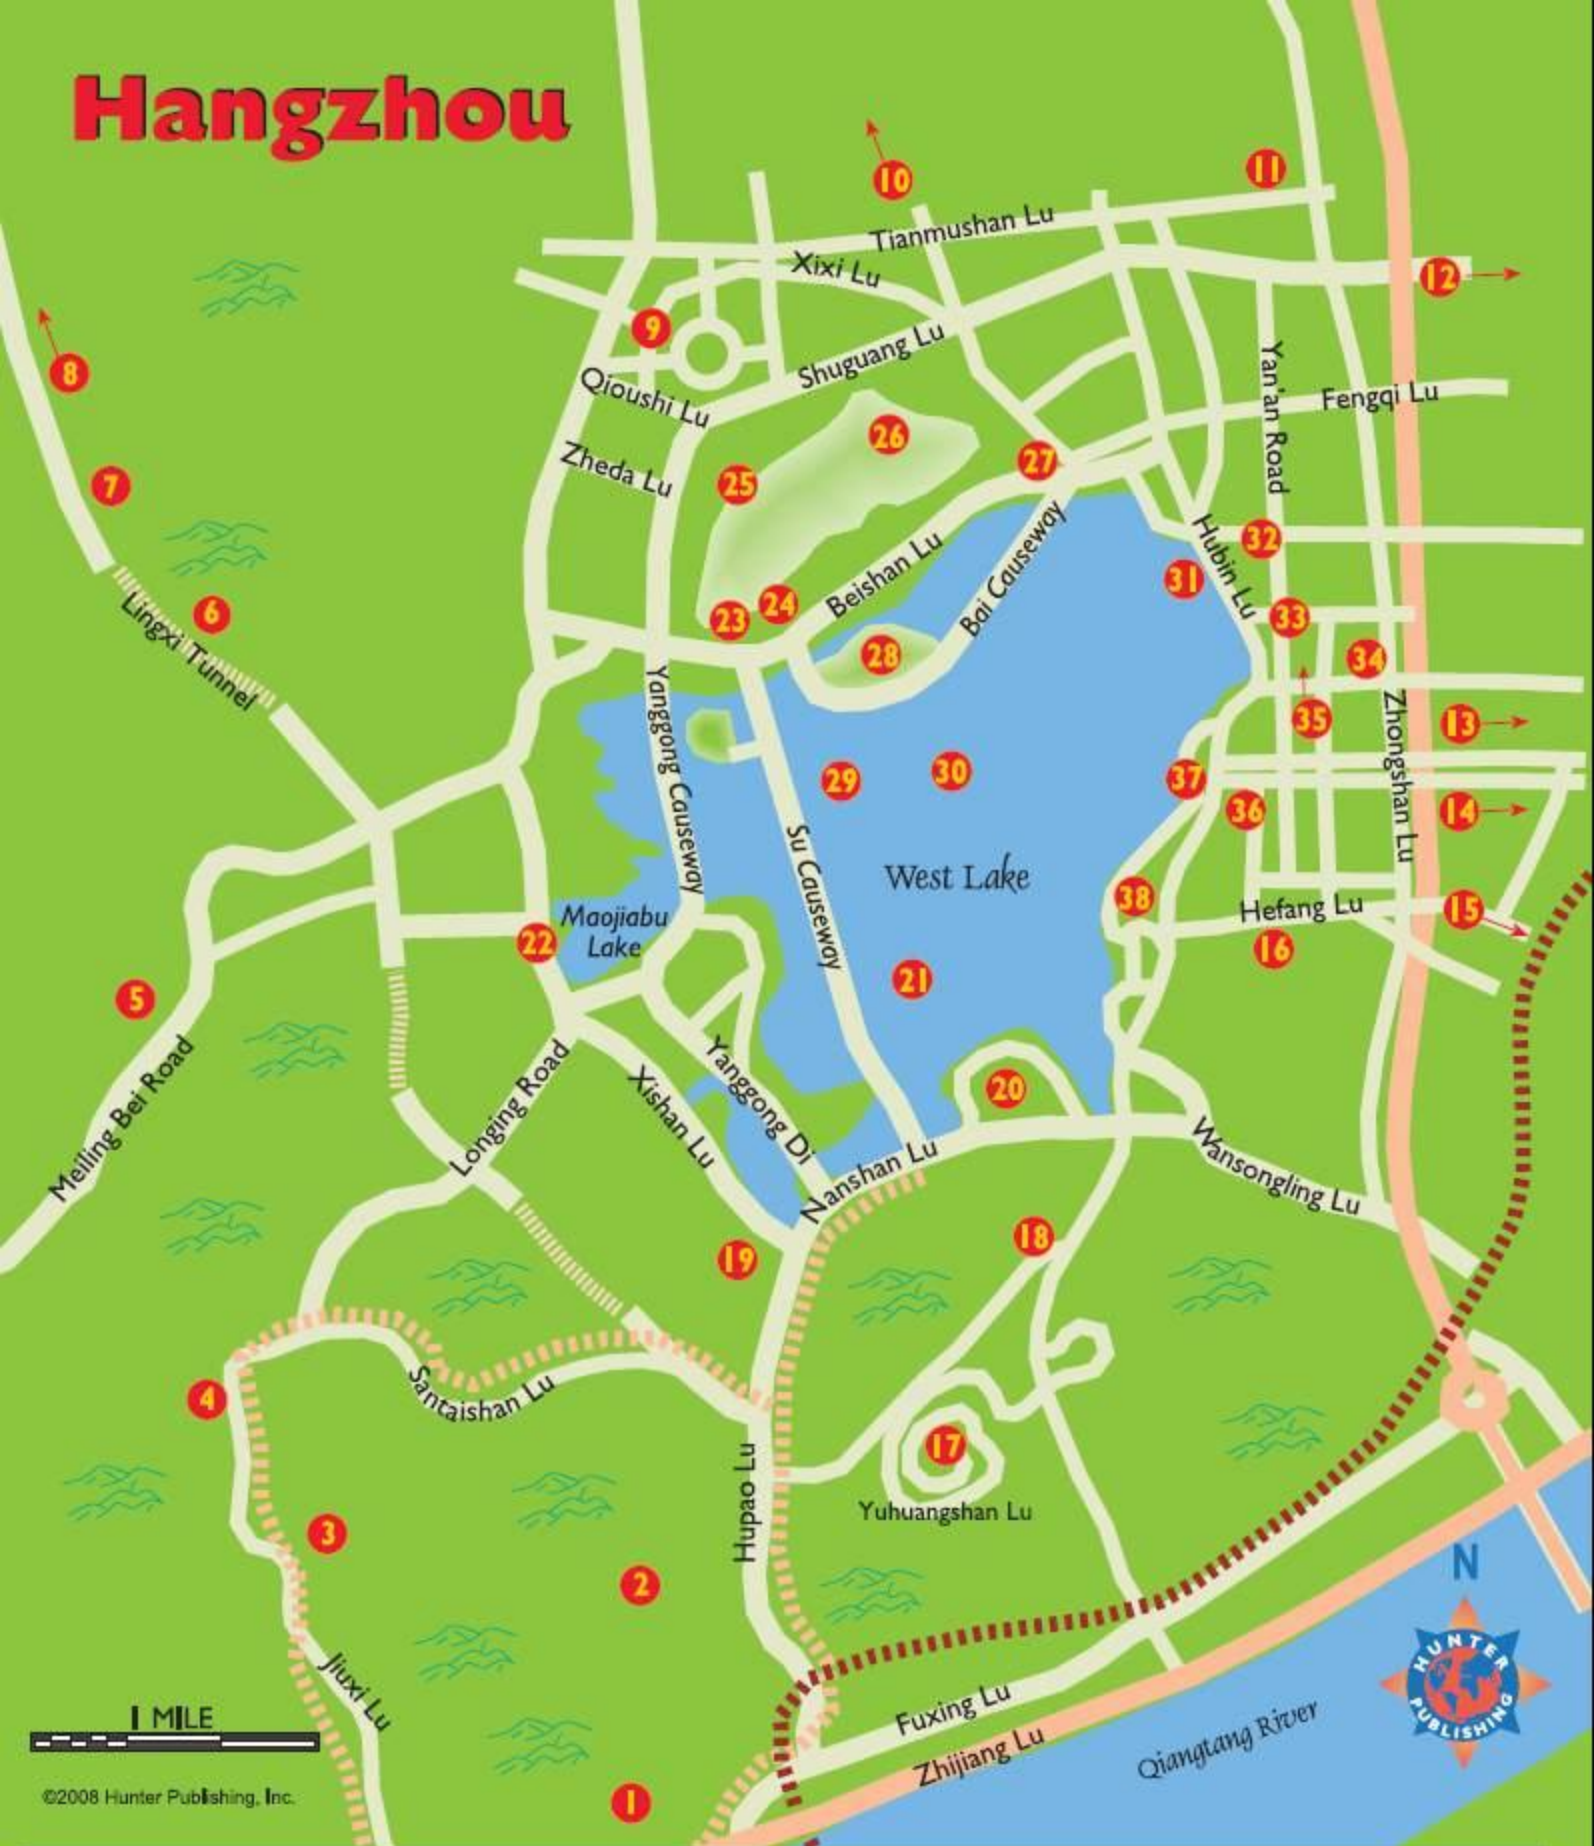 Hangzhou
10
11
Tianmushan Lu
Xixi Lu
12
9
8
Shuguang Lu
Yan'an Road
Qioushi Lu
Fengqi Lu
26
Zheda Lu
27
25
7
Bai Causeway
Hubin Lu
32
Beishan Lu
31
6
Lingxi Tunnel
24
23
33
28
34
Yanggong Causeway
35
13
Zhongshan Lu
29
30
37
36
14
Su Causeway
West Lake
38
Maojiabu
Lake
22
Hefang Lu
15
16
21
5
Meiling Bei Road
Longing Road
Xishan Lu
Yanggong Di
20
Nanshan Lu
Wansongling Lu
18
19
4
Santaishan Lu
17
Hupao Lu
Yuhuangshan Lu
3
2
N
HUNTER
PUBLISHING
Jiuxi Lu
1 MILE
Fuxing Lu
Zhijiang Lu
Qiangtang River
©2008 Hunter Publishing, Inc.
1